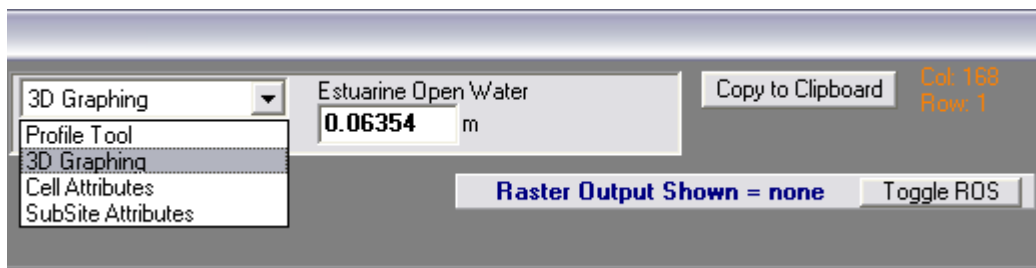 3D Graphing
Profile Tool
3D Graphing
Cell Attributes
SubSite Attributes
Estuarine Open Water
0.06354 m
Copy to Clipboard
Col: 168
Row: 1
Raster Output Shown = none
Toggle ROS